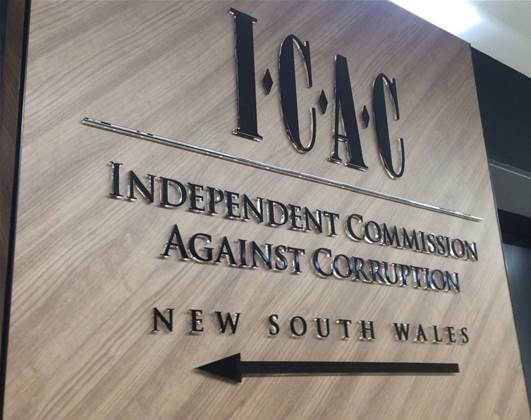 I·C·A·C
INDEPENDENT COMMISSION
AGAINST CORRUPTION
NEW SOUTH WALES